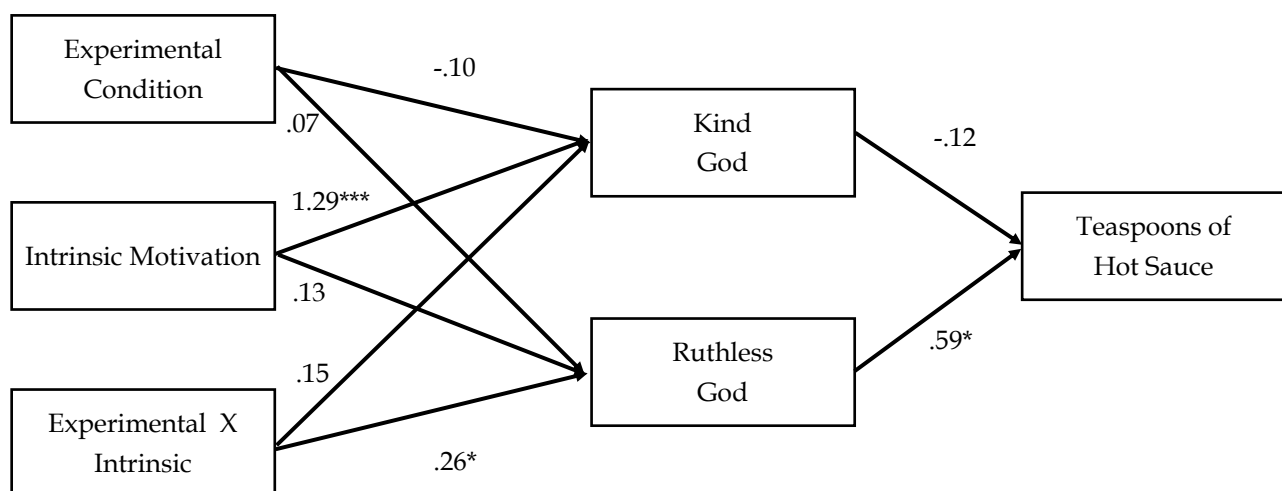 Experimental
Condition
-.10
.07
Kind
God
-.12
Intrinsic Motivation
1.29***
.13
Teaspoons of
Hot Sauce
Ruthless
God
.59*
Experimental X
Intrinsic
.15
.26*